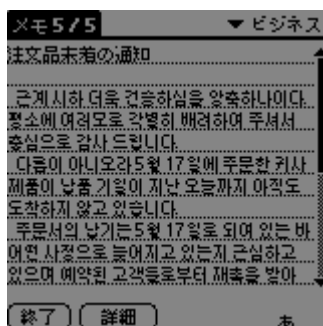 メモ 5 / 5
▼ ビジネス
注文品未着の通知
근계 시하 더욱 건승하심을 앙축하나이다.
평소에 여러모로 각별히 배려하여 주셔서
충심으로 감사 드립니다.
다름이 아니오라 5월 17일에 주문한 귀사
제품이 납품 기일이 지난 오늘까지 아직도
도착하지 않고 있습니다.
주문서의 납기는 5월 17일로 되여 있는 바
어떤 사정으로 늦어지고 있는지 근심하고
있으며 예약된 고객들로부터 재촉을 받아
終了
詳細
あ